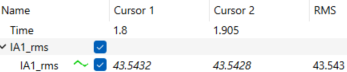 Name Cursor 1 Cursor 2 RMS
Time 1.8 1.905
IA1_rms
IA1_rms 43.5432 43.5428 43.543